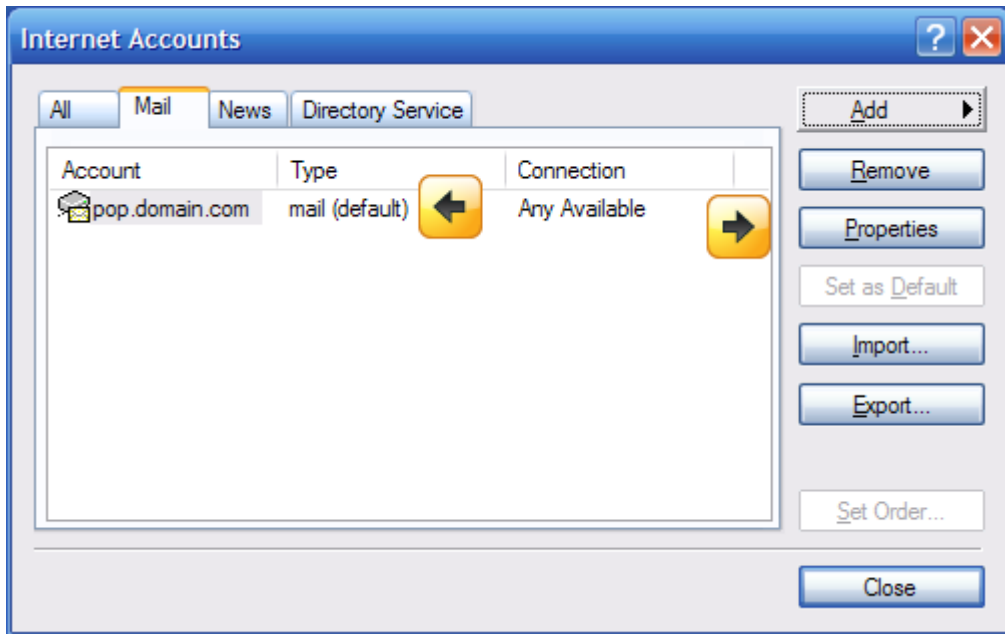 Internet Accounts
All Mail News Directory Service
Add
Account Type Connection
Remove
pop.domain.com mail (default) Any Available
Properties
Set as Default
Import...
Export...
Set Order...
Close